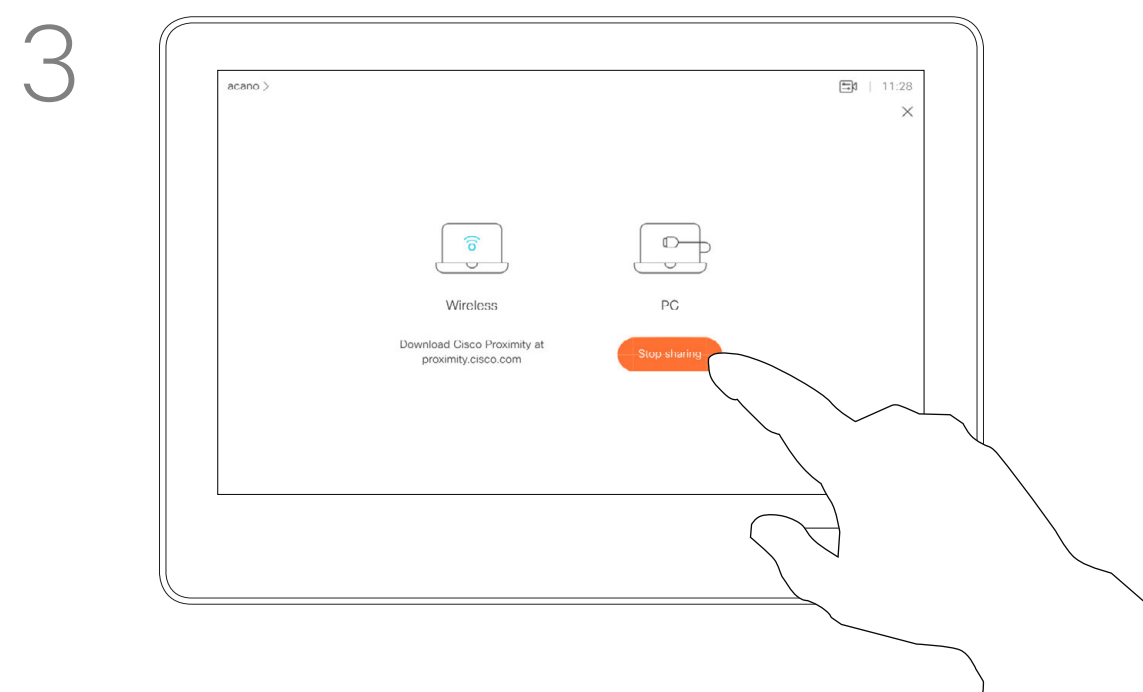 3
acano >
| 11:28
Wireless
PC
Download Cisco Proximity at
proximity.cisco.com
Stop sharing